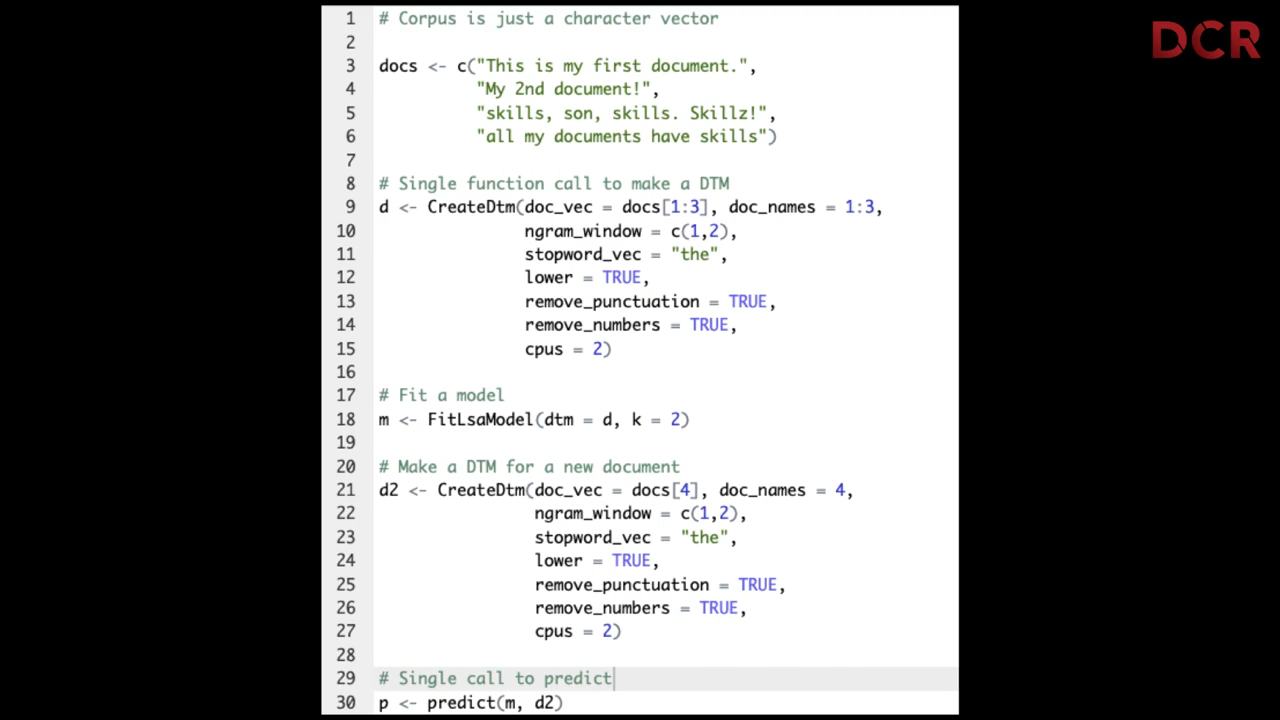 DCR
1 # Corpus is just a character vector
2
3 docs <- c("This is my first document.",
4           "My 2nd document!",
5           "skills, son, skills. Skillz!",
6           "all my documents have skills")
7
8 # Single function call to make a DTM
9 d <- CreateDtm(doc_vec = docs[1:3], doc_names = 1:3,
10                ngram_window = c(1,2),
11                stopword_vec = "the",
12                lower = TRUE,
13                remove_punctuation = TRUE,
14                remove_numbers = TRUE,
15                cpus = 2)
16
17 # Fit a model
18 m <- FitLsaModel(dtm = d, k = 2)
19
20 # Make a DTM for a new document
21 d2 <- CreateDtm(doc_vec = docs[4], doc_names = 4,
22                 ngram_window = c(1,2),
23                 stopword_vec = "the",
24                 lower = TRUE,
25                 remove_punctuation = TRUE,
26                 remove_numbers = TRUE,
27                 cpus = 2)
28
29 # Single call to predict
30 p <- predict(m, d2)